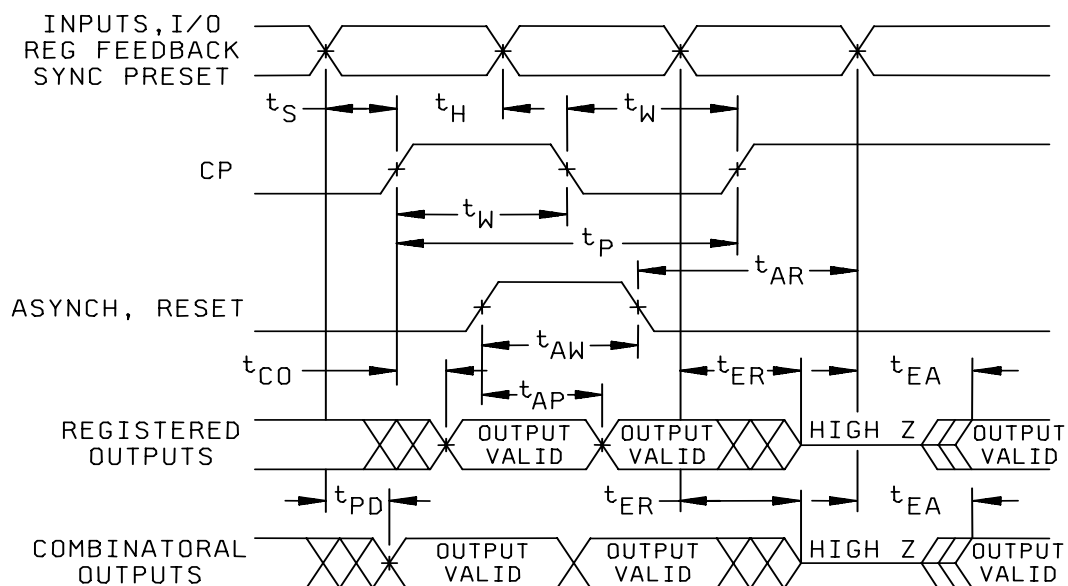 INPUTS, I/O
REG FEEDBACK
SYNC PRESET
tS
tH
tW
CP
tW
tP
tAR
ASYNCH, RESET
tAW
tCO
tER
tEA
tAP
REGISTERED
OUTPUTS
OUTPUT
VALID
OUTPUT
VALID
HIGH Z
OUTPUT
VALID
tPD
tER
tEA
COMBINATORAL
OUTPUTS
OUTPUT
VALID
OUTPUT
VALID
HIGH Z
OUTPUT
VALID